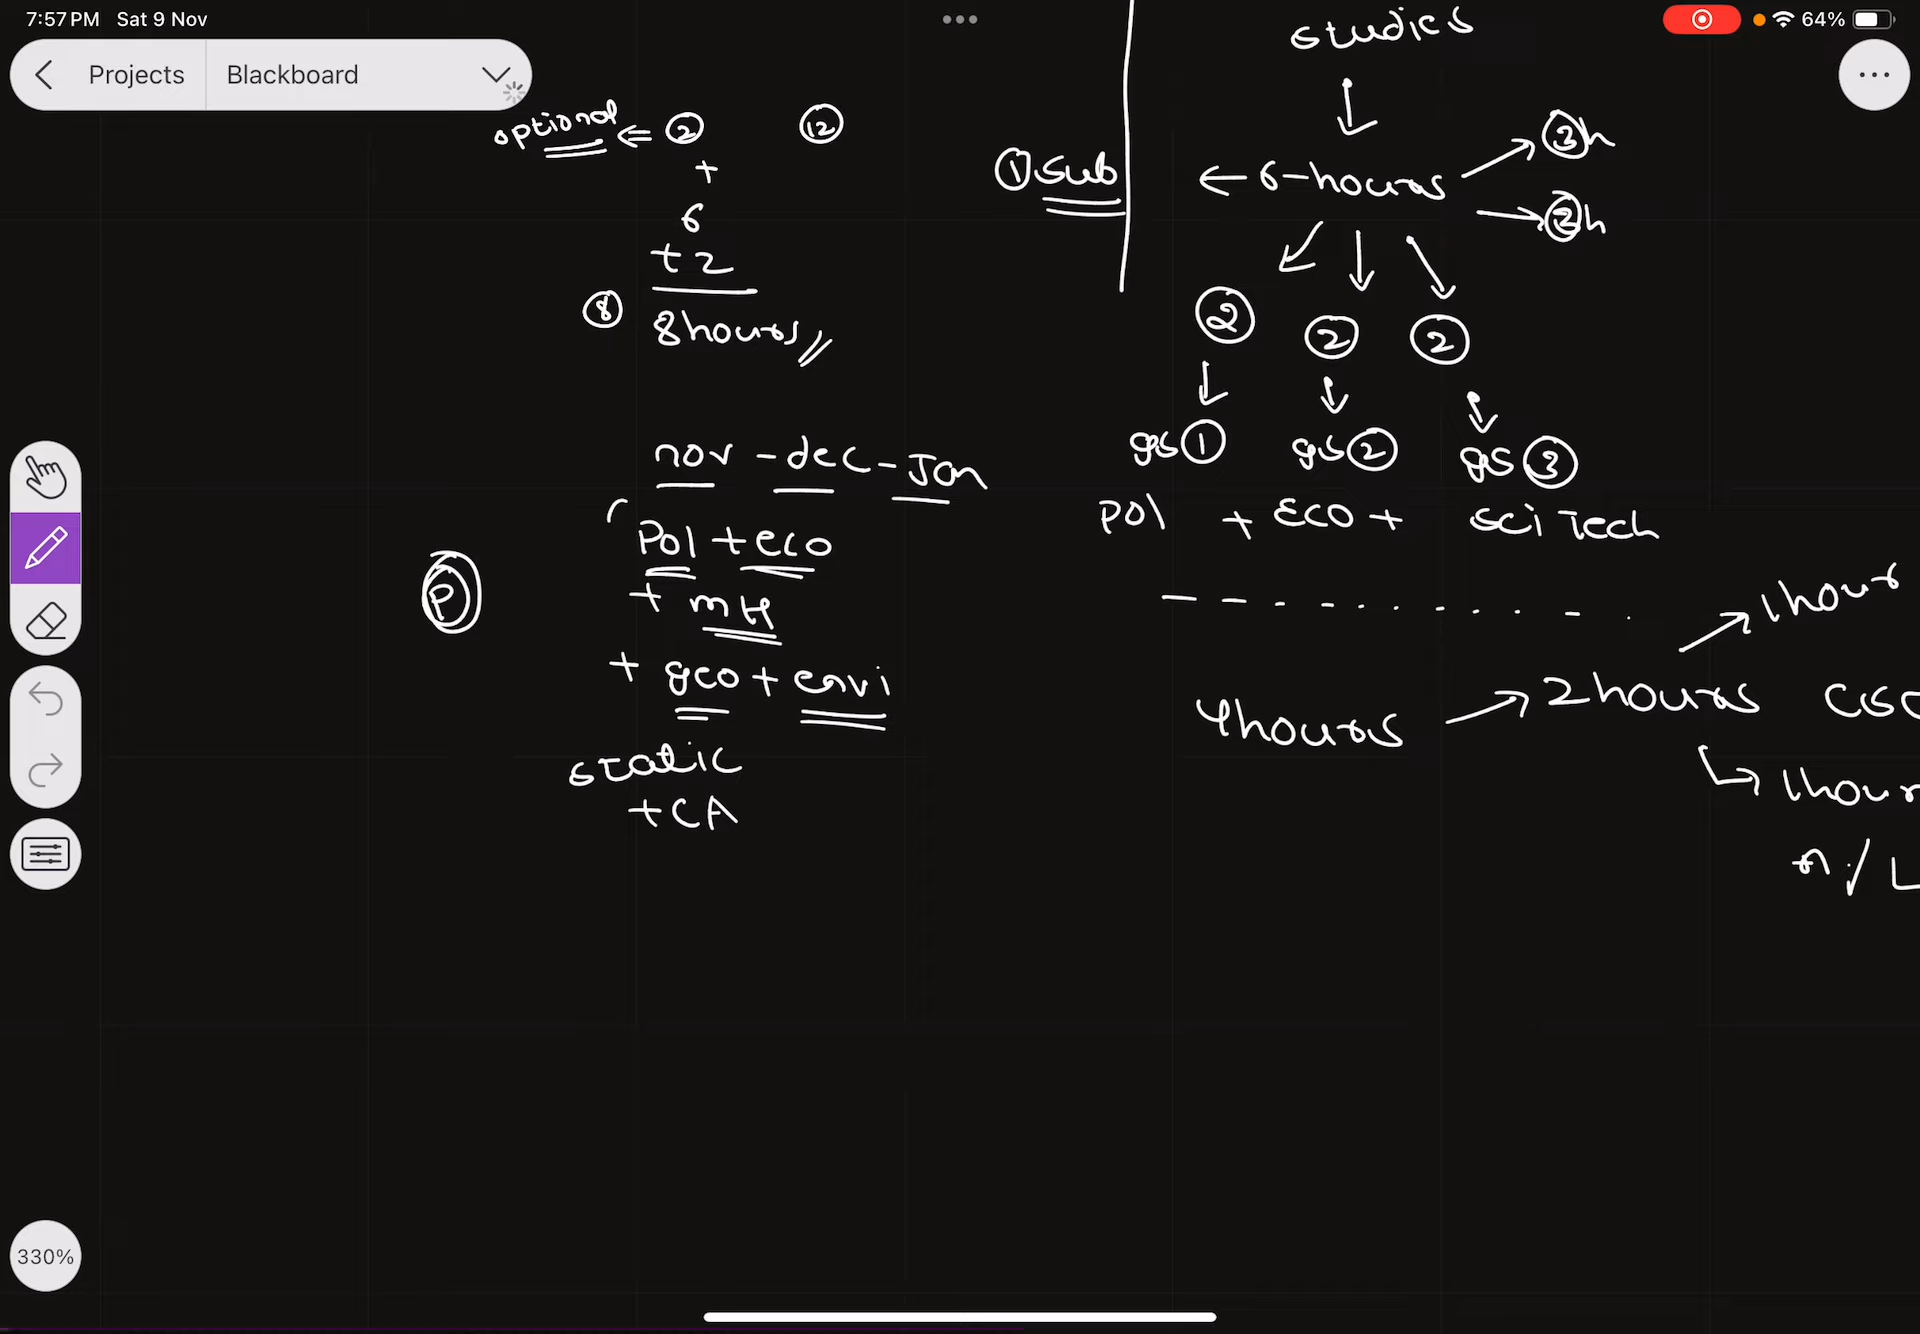 7:57 PM Sat 9 Nov
64%
Projects
Blackboard
optional ⇐ ② ⑫
+
6
+2
⑧ 8hours
nov - dec - Jan
Pol + eco
+ mH
+ geo + envi
static
+ CA
Ⓟ
studies
① sub
← 6-hours → ③h
→ ②h
② ② ②
gs ① gs ② gs ③
Pol + Eco + Sci Tech
4hours → 2hours
→ 1hour
↳ 1hour
330%